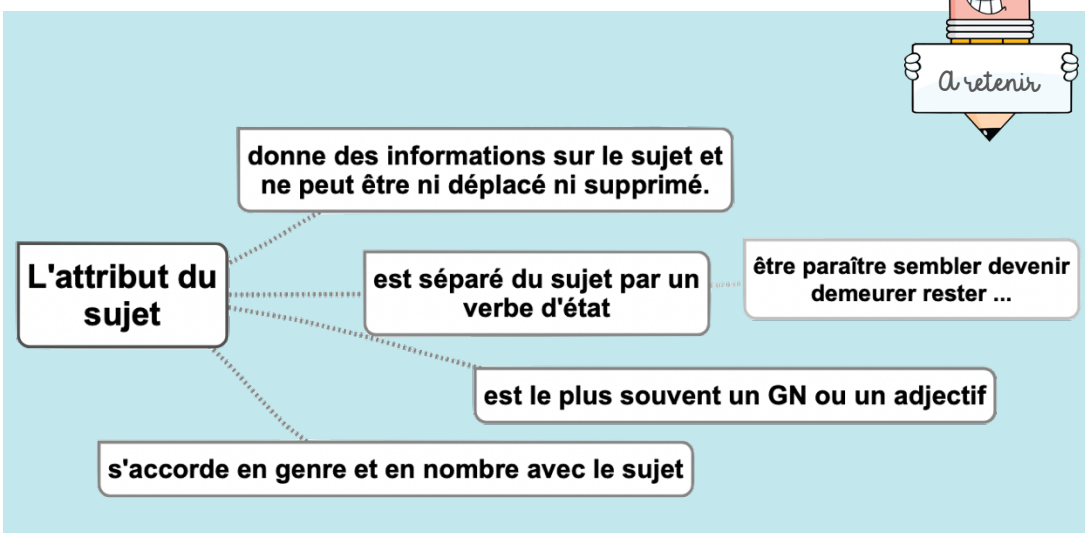 A retenir
donne des informations sur le sujet et
ne peut être ni déplacé ni supprimé.
L'attribut du
sujet
est séparé du sujet par un
verbe d'état
être paraître sembler devenir
demeurer rester ...
est le plus souvent un GN ou un adjectif
s'accorde en genre et en nombre avec le sujet